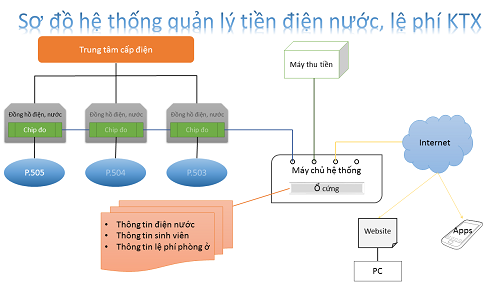 Sơ đồ hệ thống quản lý tiền điện nước, lệ phí KTX
Trung tâm cấp điện
Máy thu tiền
Đồng hồ điện, nước
Đồng hồ điện, nước
Đồng hồ điện, nước
Chip đo
Chip đo
Chip đo
P.505
P.504
P.503
Internet
Máy chủ hệ thống
Ổ cứng
Thông tin điện nước
Thông tin sinh viên
Thông tin lệ phí phòng ở
Website
Apps
PC